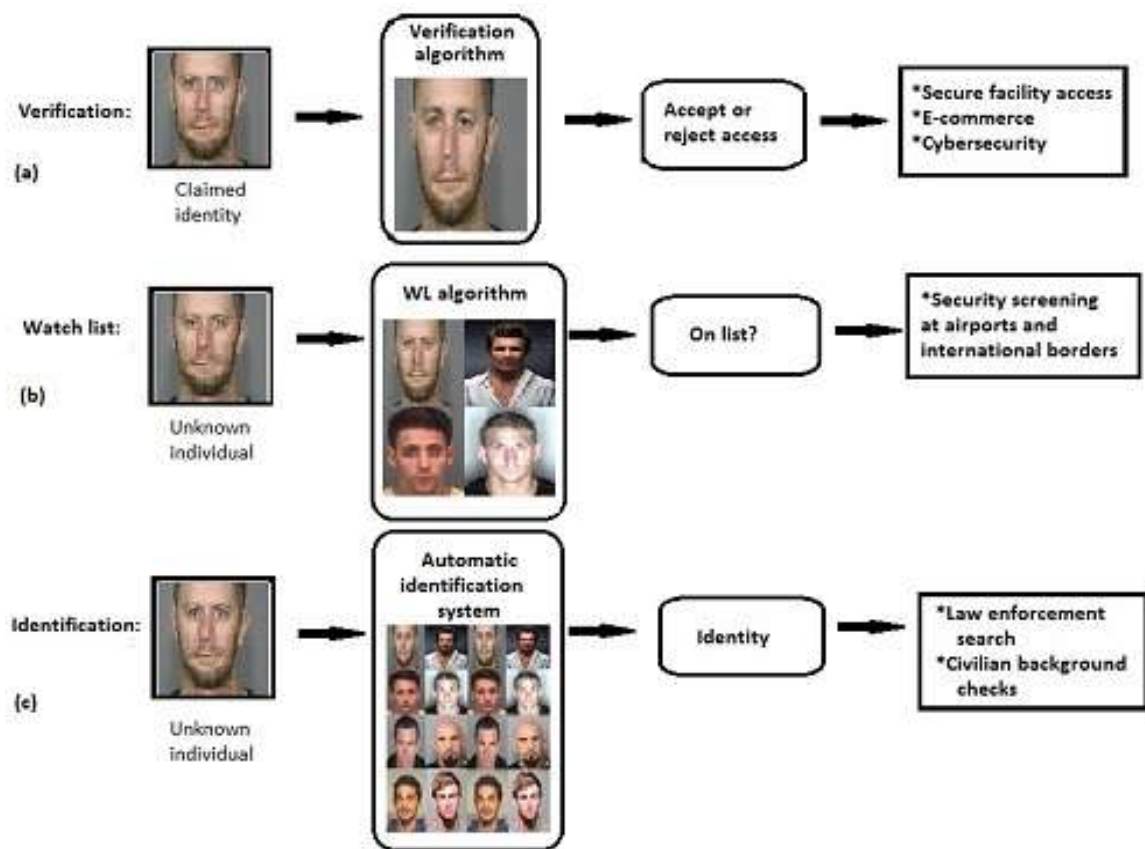 Verification:
(a)
Claimed
identity
Verification
algorithm
Accept or
reject access
*Secure facility access
*E-commerce
*Cybersecurity
Watch list:
(b)
Unknown
individual
WL algorithm
On list?
*Security screening
at airports and
international borders
Identification:
(c)
Unknown
individual
Automatic
identification
system
Identity
*Law enforcement
search
*Civilian background
checks